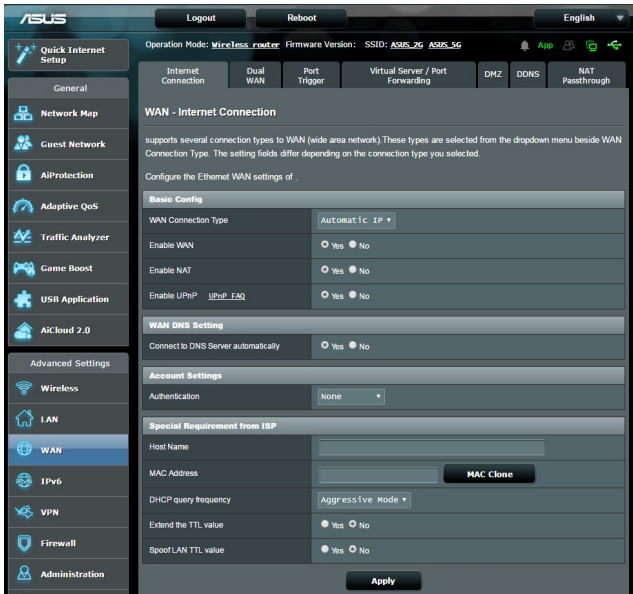 ASUS
Logout
Reboot
English
Quick Internet
Setup
General
Network Map
Guest Network
AiProtection
Adaptive QoS
Traffic Analyzer
Game Boost
USB Application
AiCloud 2.0
Advanced Settings
Wireless
LAN
WAN
IPv6
VPN
Firewall
Administration
Operation Mode: Wireless router Firmware Version: SSID: ASUS_2G ASUS_5G
App
Internet
Connection
Dual
WAN
Port
Trigger
Virtual Server / Port
Forwarding
DMZ
DDNS
NAT
Passthrough
WAN - Internet Connection
supports several connection types to WAN (wide area network).These types are selected from the dropdown menu beside WAN
Connection Type. The setting fields differ depending on the connection type you selected.
Configure the Ethernet WAN settings of .
Basic Config
WAN Connection Type Automatic IP
Enable WAN Yes No
Enable NAT Yes No
Enable UPnP UPnP FAQ Yes No
WAN DNS Setting
Connect to DNS Server automatically Yes No
Account Settings
Authentication None
Special Requirement from ISP
Host Name
MAC Address MAC Clone
DHCP query frequency Aggressive Mode
Extend the TTL value Yes No
Spoof LAN TTL value Yes No
Apply